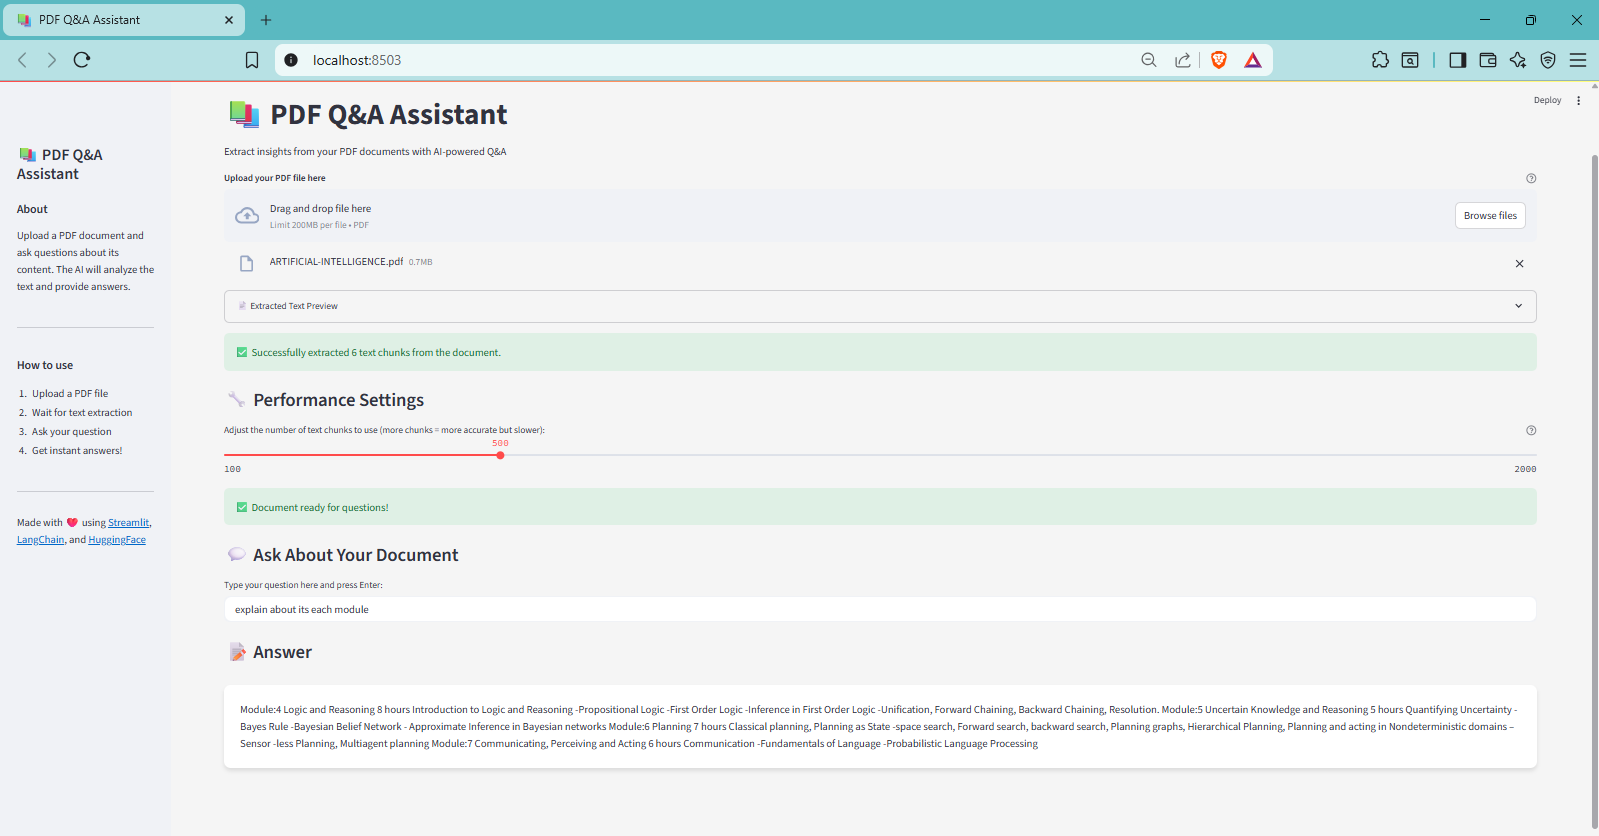 PDF Q&A Assistant
localhost:8503
Deploy
PDF Q&A
Assistant
About
Upload a PDF document and
ask questions about its
content. The AI will analyze the
text and provide answers.
How to use
1. Upload a PDF file
2. Wait for text extraction
3. Ask your question
4. Get instant answers!
Made with ❤️ using Streamlit,
LangChain, and HuggingFace
PDF Q&A Assistant
Extract insights from your PDF documents with AI-powered Q&A
Upload your PDF file here
Drag and drop file here
Limit 200MB per file • PDF
Browse files
ARTIFICIAL-INTELLIGENCE.pdf 0.7MB
Extracted Text Preview
Successfully extracted 6 text chunks from the document.
Performance Settings
Adjust the number of text chunks to use (more chunks = more accurate but slower):
500
100 2000
Document ready for questions!
Ask About Your Document
Type your question here and press Enter:
explain about its each module
Answer
Module:4 Logic and Reasoning 8 hours Introduction to Logic and Reasoning -Propositional Logic -First Order Logic -Inference in First Order Logic -Unification, Forward Chaining, Backward Chaining, Resolution. Module:5 Uncertain Knowledge and Reasoning 5 hours Quantifying Uncertainty -
Bayes Rule -Bayesian Belief Network - Approximate Inference in Bayesian networks Module:6 Planning 7 hours Classical planning, Planning as State -space search, Forward search, backward search, Planning graphs, Hierarchical Planning, Planning and acting in Nondeterministic domains –
Sensor -less Planning, Multiagent planning Module:7 Communicating, Perceiving and Acting 6 hours Communication -Fundamentals of Language -Probabilistic Language Processing